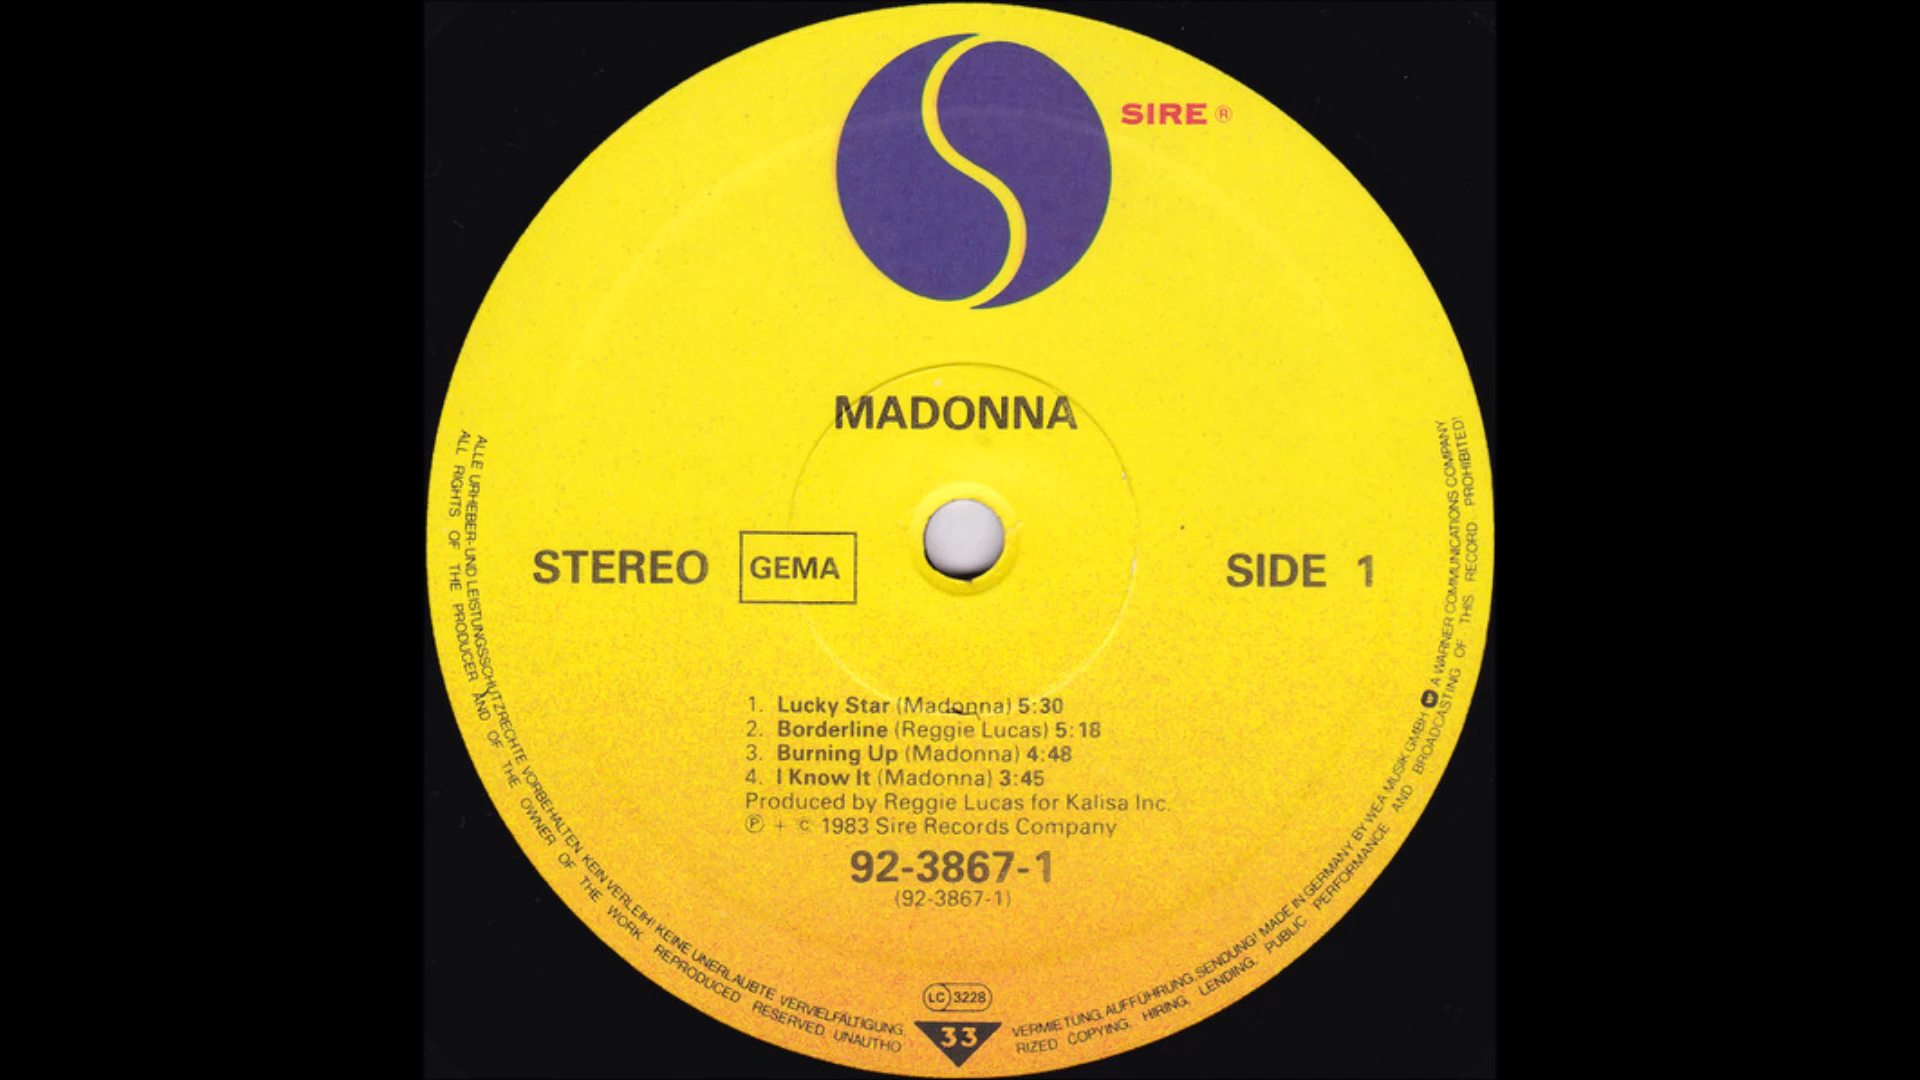 SIRE ®
MADONNA
STEREO GEMA SIDE 1
1. Lucky Star (Madonna) 5:30
2. Borderline (Reggie Lucas) 5:18
3. Burning Up (Madonna) 4:48
4. I Know It (Madonna) 3:45
Produced by Reggie Lucas for Kalisa Inc.
℗ + © 1983 Sire Records Company
92-3867-1
(92-3867-1)
LC 3228
33
ALLE URHEBER- UND LEISTUNGSSCHUTZRECHTE VORBEHALTEN KEIN VERLEIH! KEINE UNERLAUBTE VERVIELFÄLTIGUNG, VERMIETUNG, AUFFÜHRUNG, SENDUNG! MADE IN GERMANY BY WEA MUSIK GMBH A WARNER COMMUNICATIONS COMPANY
ALL RIGHTS OF THE PRODUCER AND OF THE OWNER OF THE WORK REPRODUCED RESERVED UNAUTHORIZED COPYING, HIRING, LENDING, PUBLIC PERFORMANCE AND BROADCASTING OF THIS RECORD PROHIBITED!